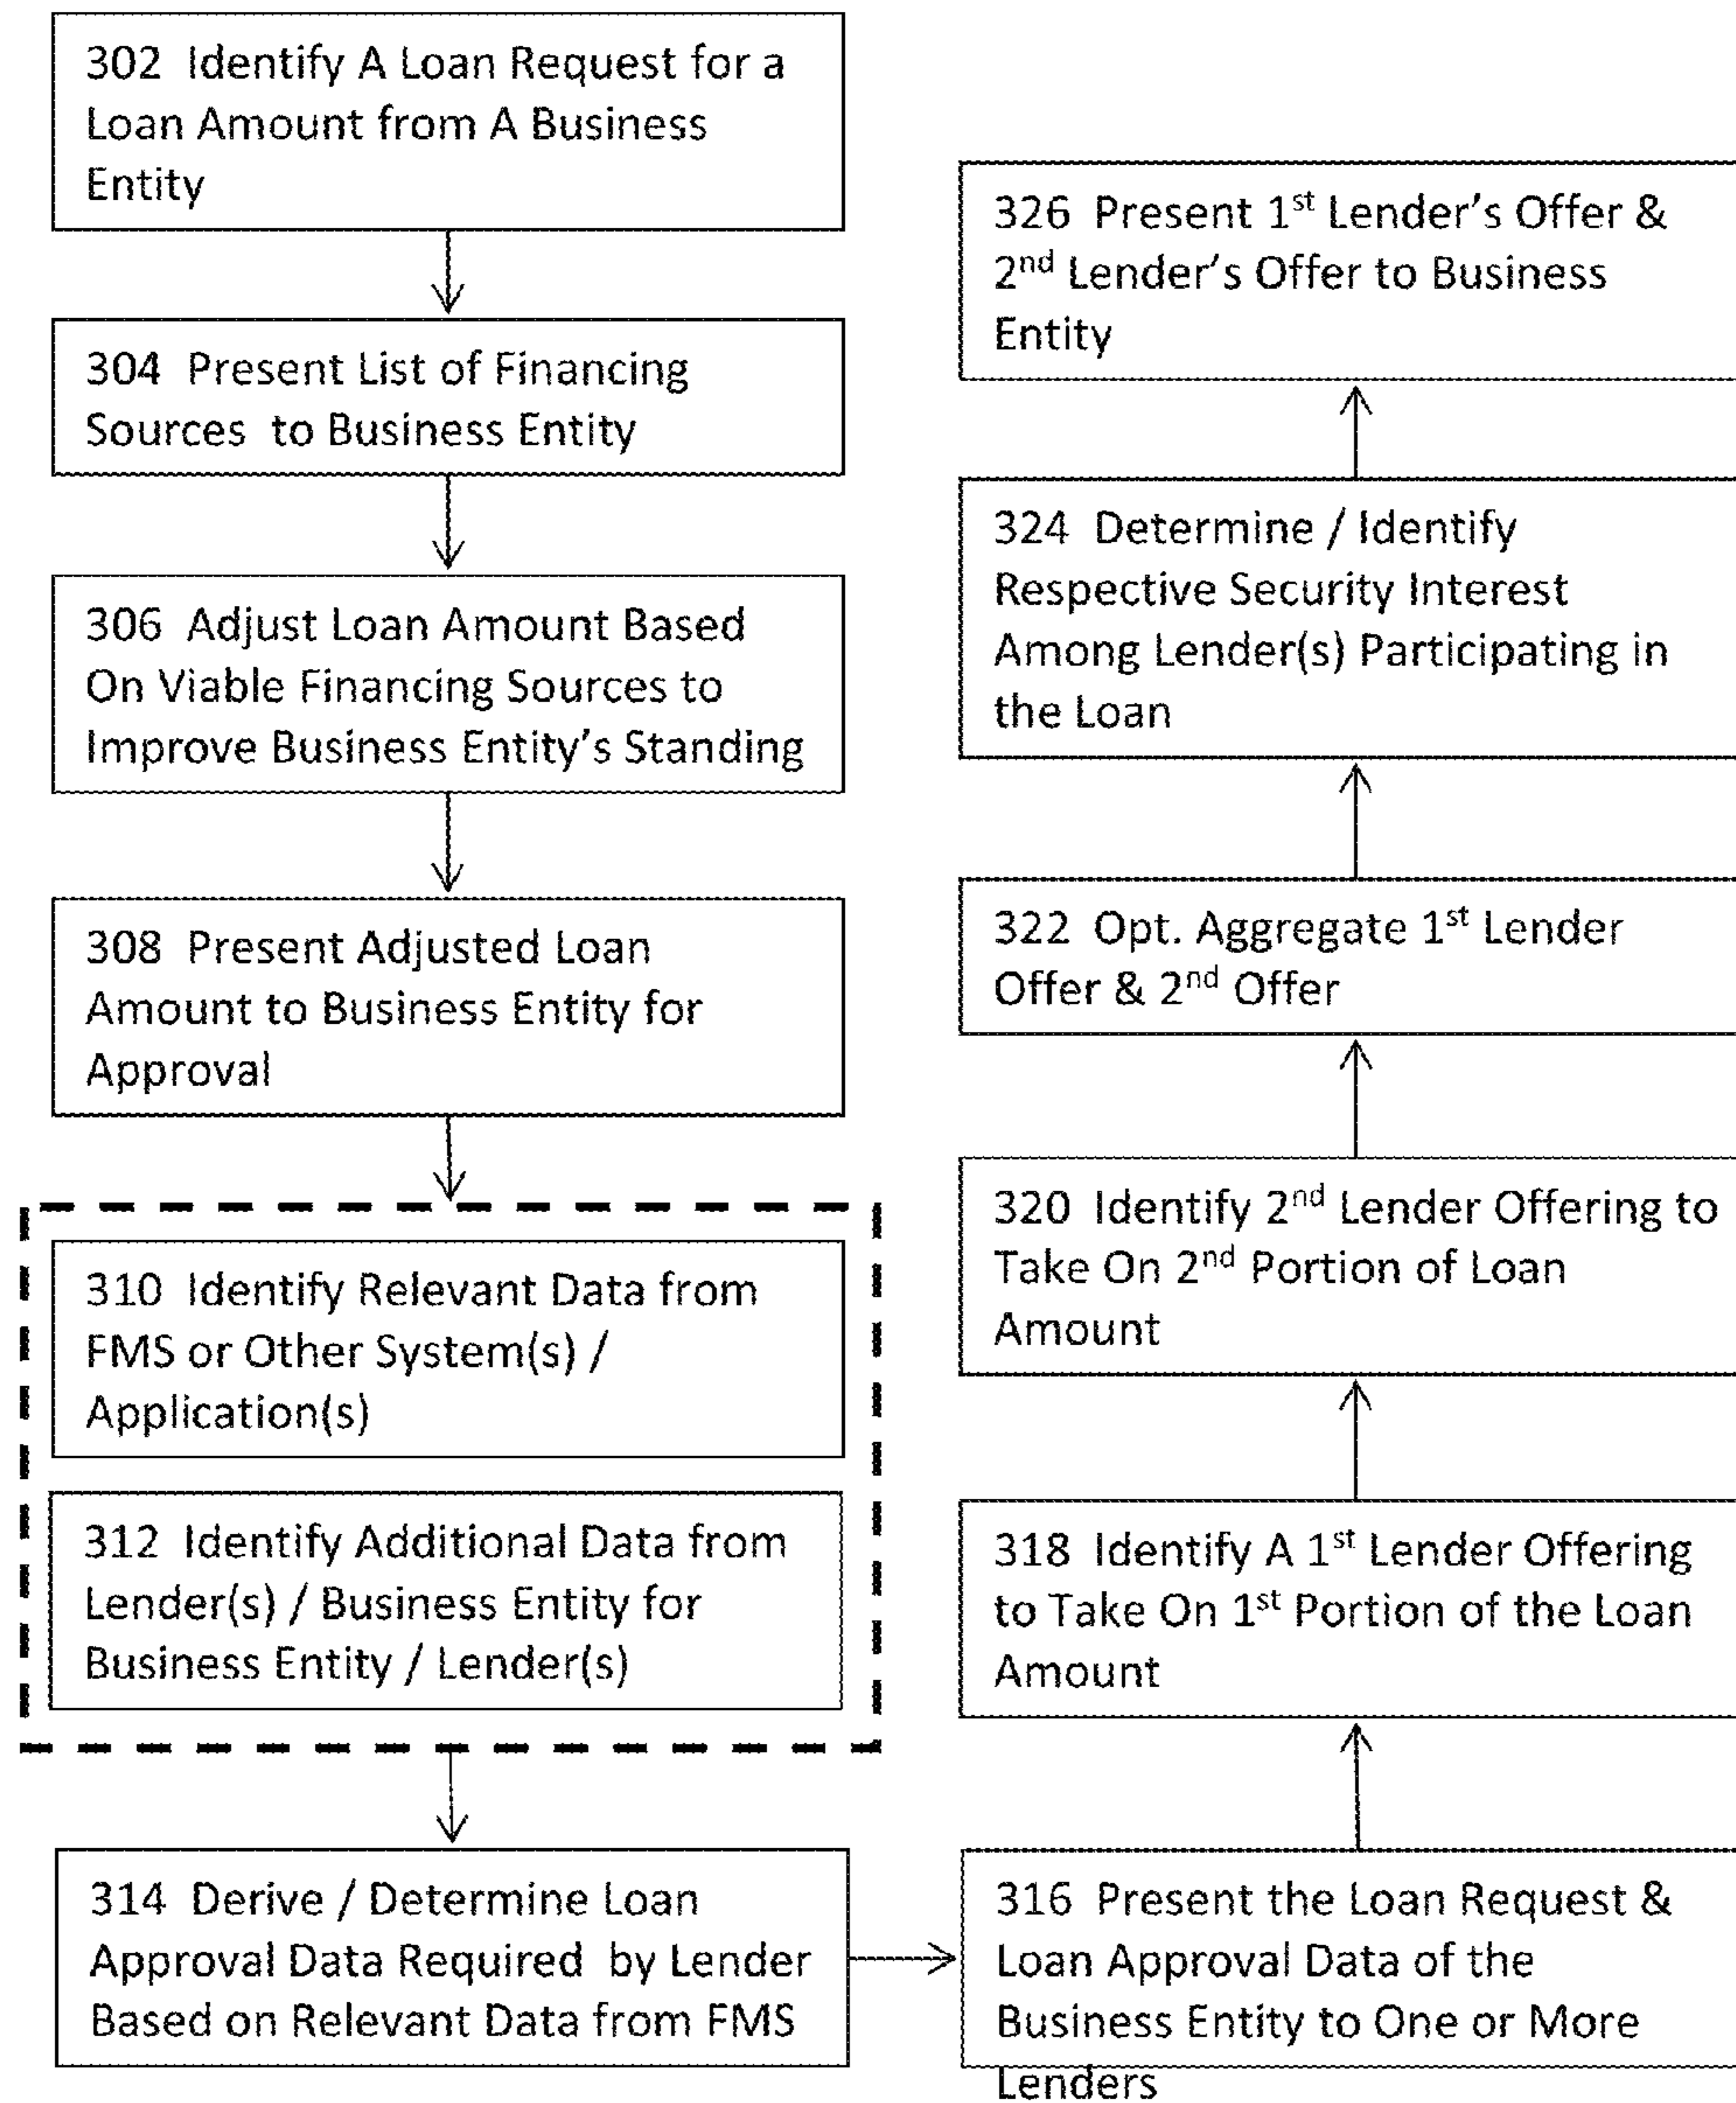 302 Identify A Loan Request for a
Loan Amount from A Business
Entity
304 Present List of Financing
Sources to Business Entity
306 Adjust Loan Amount Based
On Viable Financing Sources to
Improve Business Entity's Standing
308 Present Adjusted Loan
Amount to Business Entity for
Approval
310 Identify Relevant Data from
FMS or Other System(s) /
Application(s)
312 Identify Additional Data from
Lender(s) / Business Entity for
Business Entity / Lender(s)
314 Derive / Determine Loan
Approval Data Required by Lender
Based on Relevant Data from FMS
316 Present the Loan Request &
Loan Approval Data of the
Business Entity to One or More
Lenders
318 Identify A 1st Lender Offering
to Take On 1st Portion of the Loan
Amount
320 Identify 2nd Lender Offering to
Take On 2nd Portion of Loan
Amount
322 Opt. Aggregate 1st Lender
Offer & 2nd Offer
324 Determine / Identify
Respective Security Interest
Among Lender(s) Participating in
the Loan
326 Present 1st Lender's Offer &
2nd Lender's Offer to Business
Entity